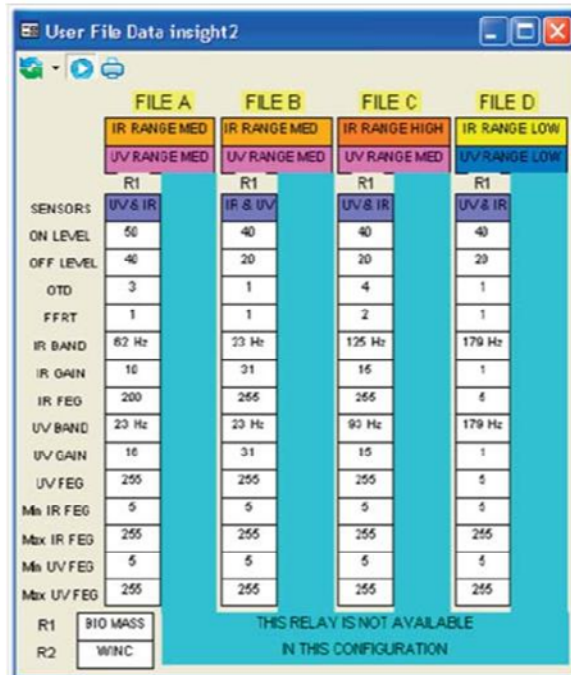 User File Data insight2
FILE A FILE B FILE C FILE D
IR RANGE MED IR RANGE MED IR RANGE HIGH IR RANGE LOW
UV RANGE MED UV RANGE MED UV RANGE MED UV RANGE LOW
R1 R1 R1 R1
SENSORS UV & IR IR & UV UV & IR UV & IR
ON LEVEL 50 40 40 40
OFF LEVEL 40 20 20 20
OTD 3 1 4 1
FFRT 1 1 2 1
IR BAND 62 Hz 23 Hz 125 Hz 179 Hz
IR GAIN 16 31 15 1
IR FEG 200 255 255 5
UV BAND 23 Hz 23 Hz 93 Hz 179 Hz
UV GAIN 16 31 15 1
UV FEG 255 255 255 5
Min IR FEG 5 5 5 5
Max IR FEG 255 255 255 255
Min UV FEG 5 5 5 5
Max UV FEG 255 255 255 255
R1 BIO MASS THIS RELAY IS NOT AVAILABLE
R2 WINC IN THIS CONFIGURATION